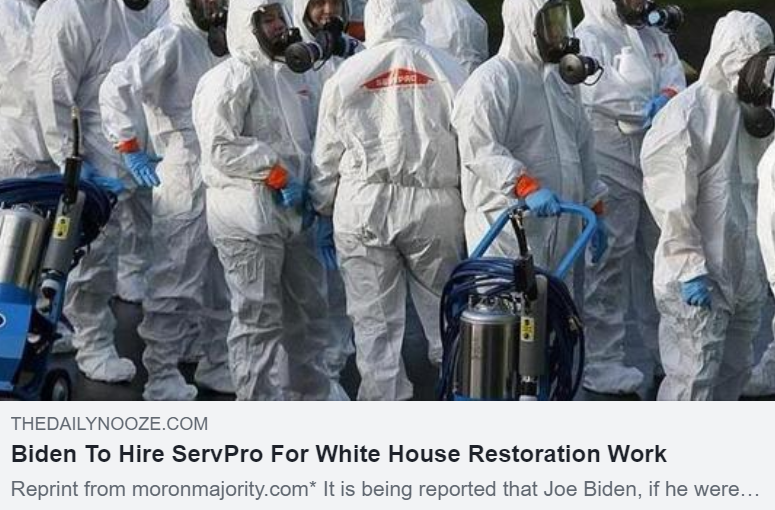 SERVPRO
THEDAILYNOOZE.COM
Biden To Hire ServPro For White House Restoration Work
Reprint from moronmajority.com* It is being reported that Joe Biden, if he were...